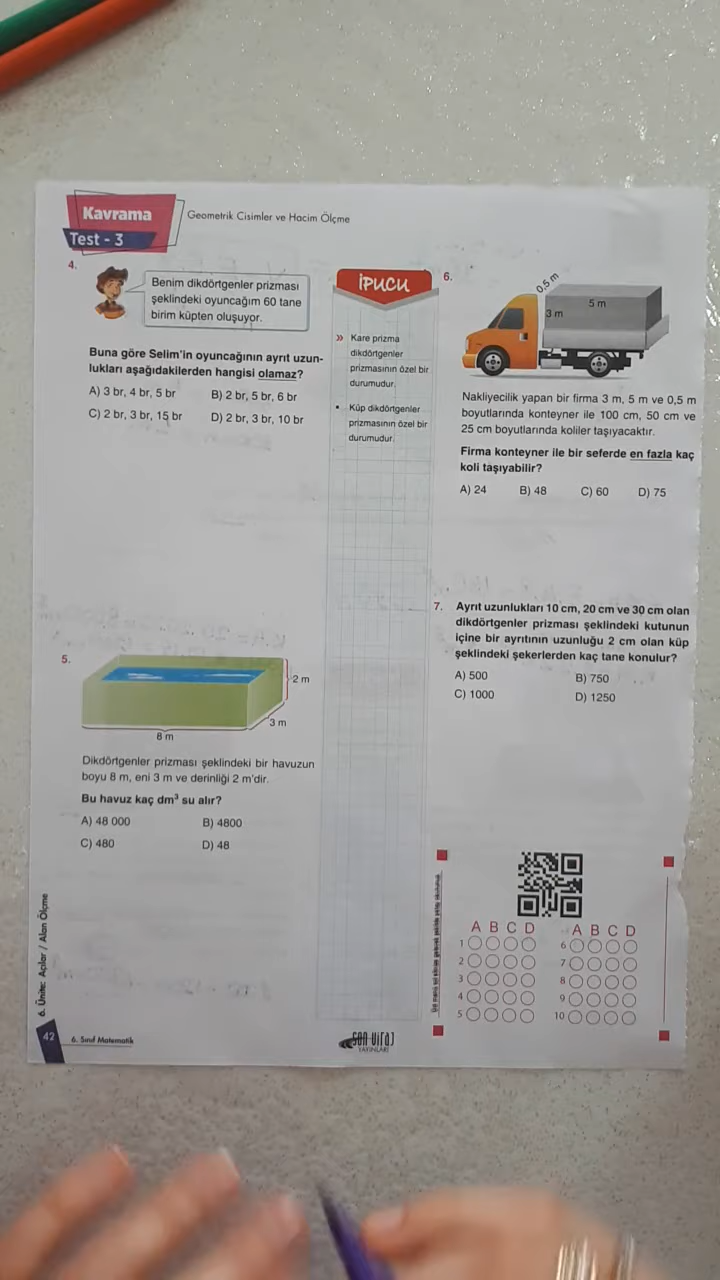 Kavrama
Test - 3
Geometrik Cisimler ve Hacim Ölçme
4.
Benim dikdörtgenler prizması
şeklindeki oyuncağım 60 tane
birim küpten oluşuyor.
Buna göre Selim'in oyuncağının ayrıt uzun-
lukları aşağıdakilerden hangisi olamaz?
A) 3 br, 4 br, 5 br
B) 2 br, 5 br, 6 br
C) 2 br, 3 br, 15 br
D) 2 br, 3 br, 10 br
5.
2 m
3 m
8 m
Dikdörtgenler prizması şeklindeki bir havuzun
boyu 8 m, eni 3 m ve derinliği 2 m'dir.
Bu havuz kaç dm³ su alır?
A) 48 000
B) 4800
C) 480
D) 48
İPUCU
» Kare prizma
dikdörtgenler
prizmasının özel bir
durumudur.
• Küp dikdörtgenler
prizmasının özel bir
durumudur.
6.
0,5 m
5 m
3 m
Nakliyecilik yapan bir firma 3 m, 5 m ve 0,5 m
boyutlarında konteyner ile 100 cm, 50 cm ve
25 cm boyutlarında koliler taşıyacaktır.
Firma konteyner ile bir seferde en fazla kaç
koli taşıyabilir?
A) 24
B) 48
C) 60
D) 75
7. Ayrıt uzunlukları 10 cm, 20 cm ve 30 cm olan
dikdörtgenler prizması şeklindeki kutunun
içine bir ayrıtının uzunluğu 2 cm olan küp
şeklindeki şekerlerden kaç tane konulur?
A) 500
B) 750
C) 1000
D) 1250
A B C D
1
2
3
4
5
A B C D
6
7
8
9
10
6. Ünite: Açılar / Alan Ölçme
42
6. Sınıf Matematik
son viraj
YAYINLARI